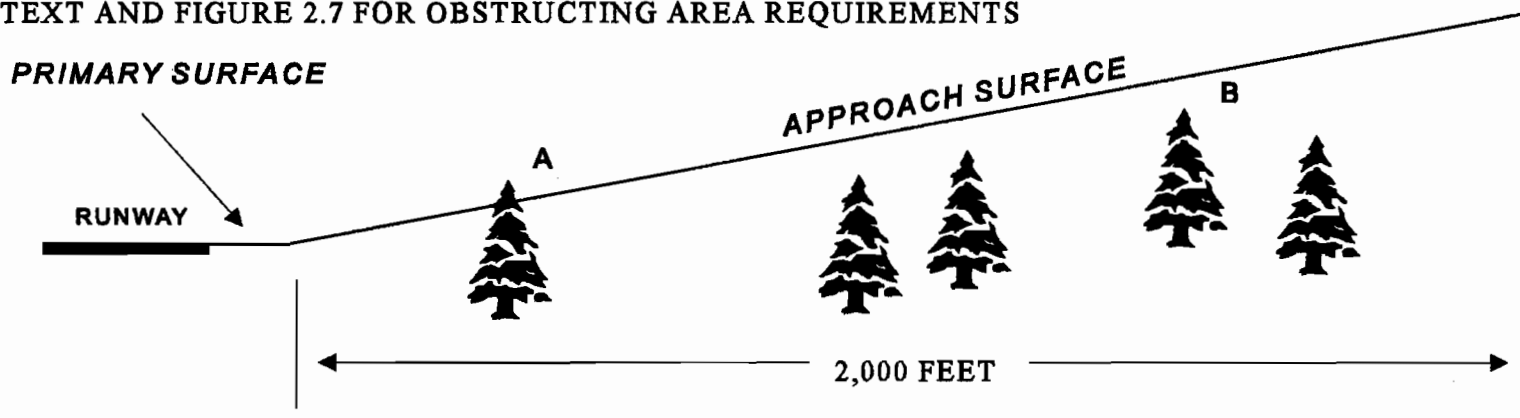 TEXT AND FIGURE 2.7 FOR OBSTRUCTING AREA REQUIREMENTS
PRIMARY SURFACE
APPROACH SURFACE
B
A
RUNWAY
2,000 FEET